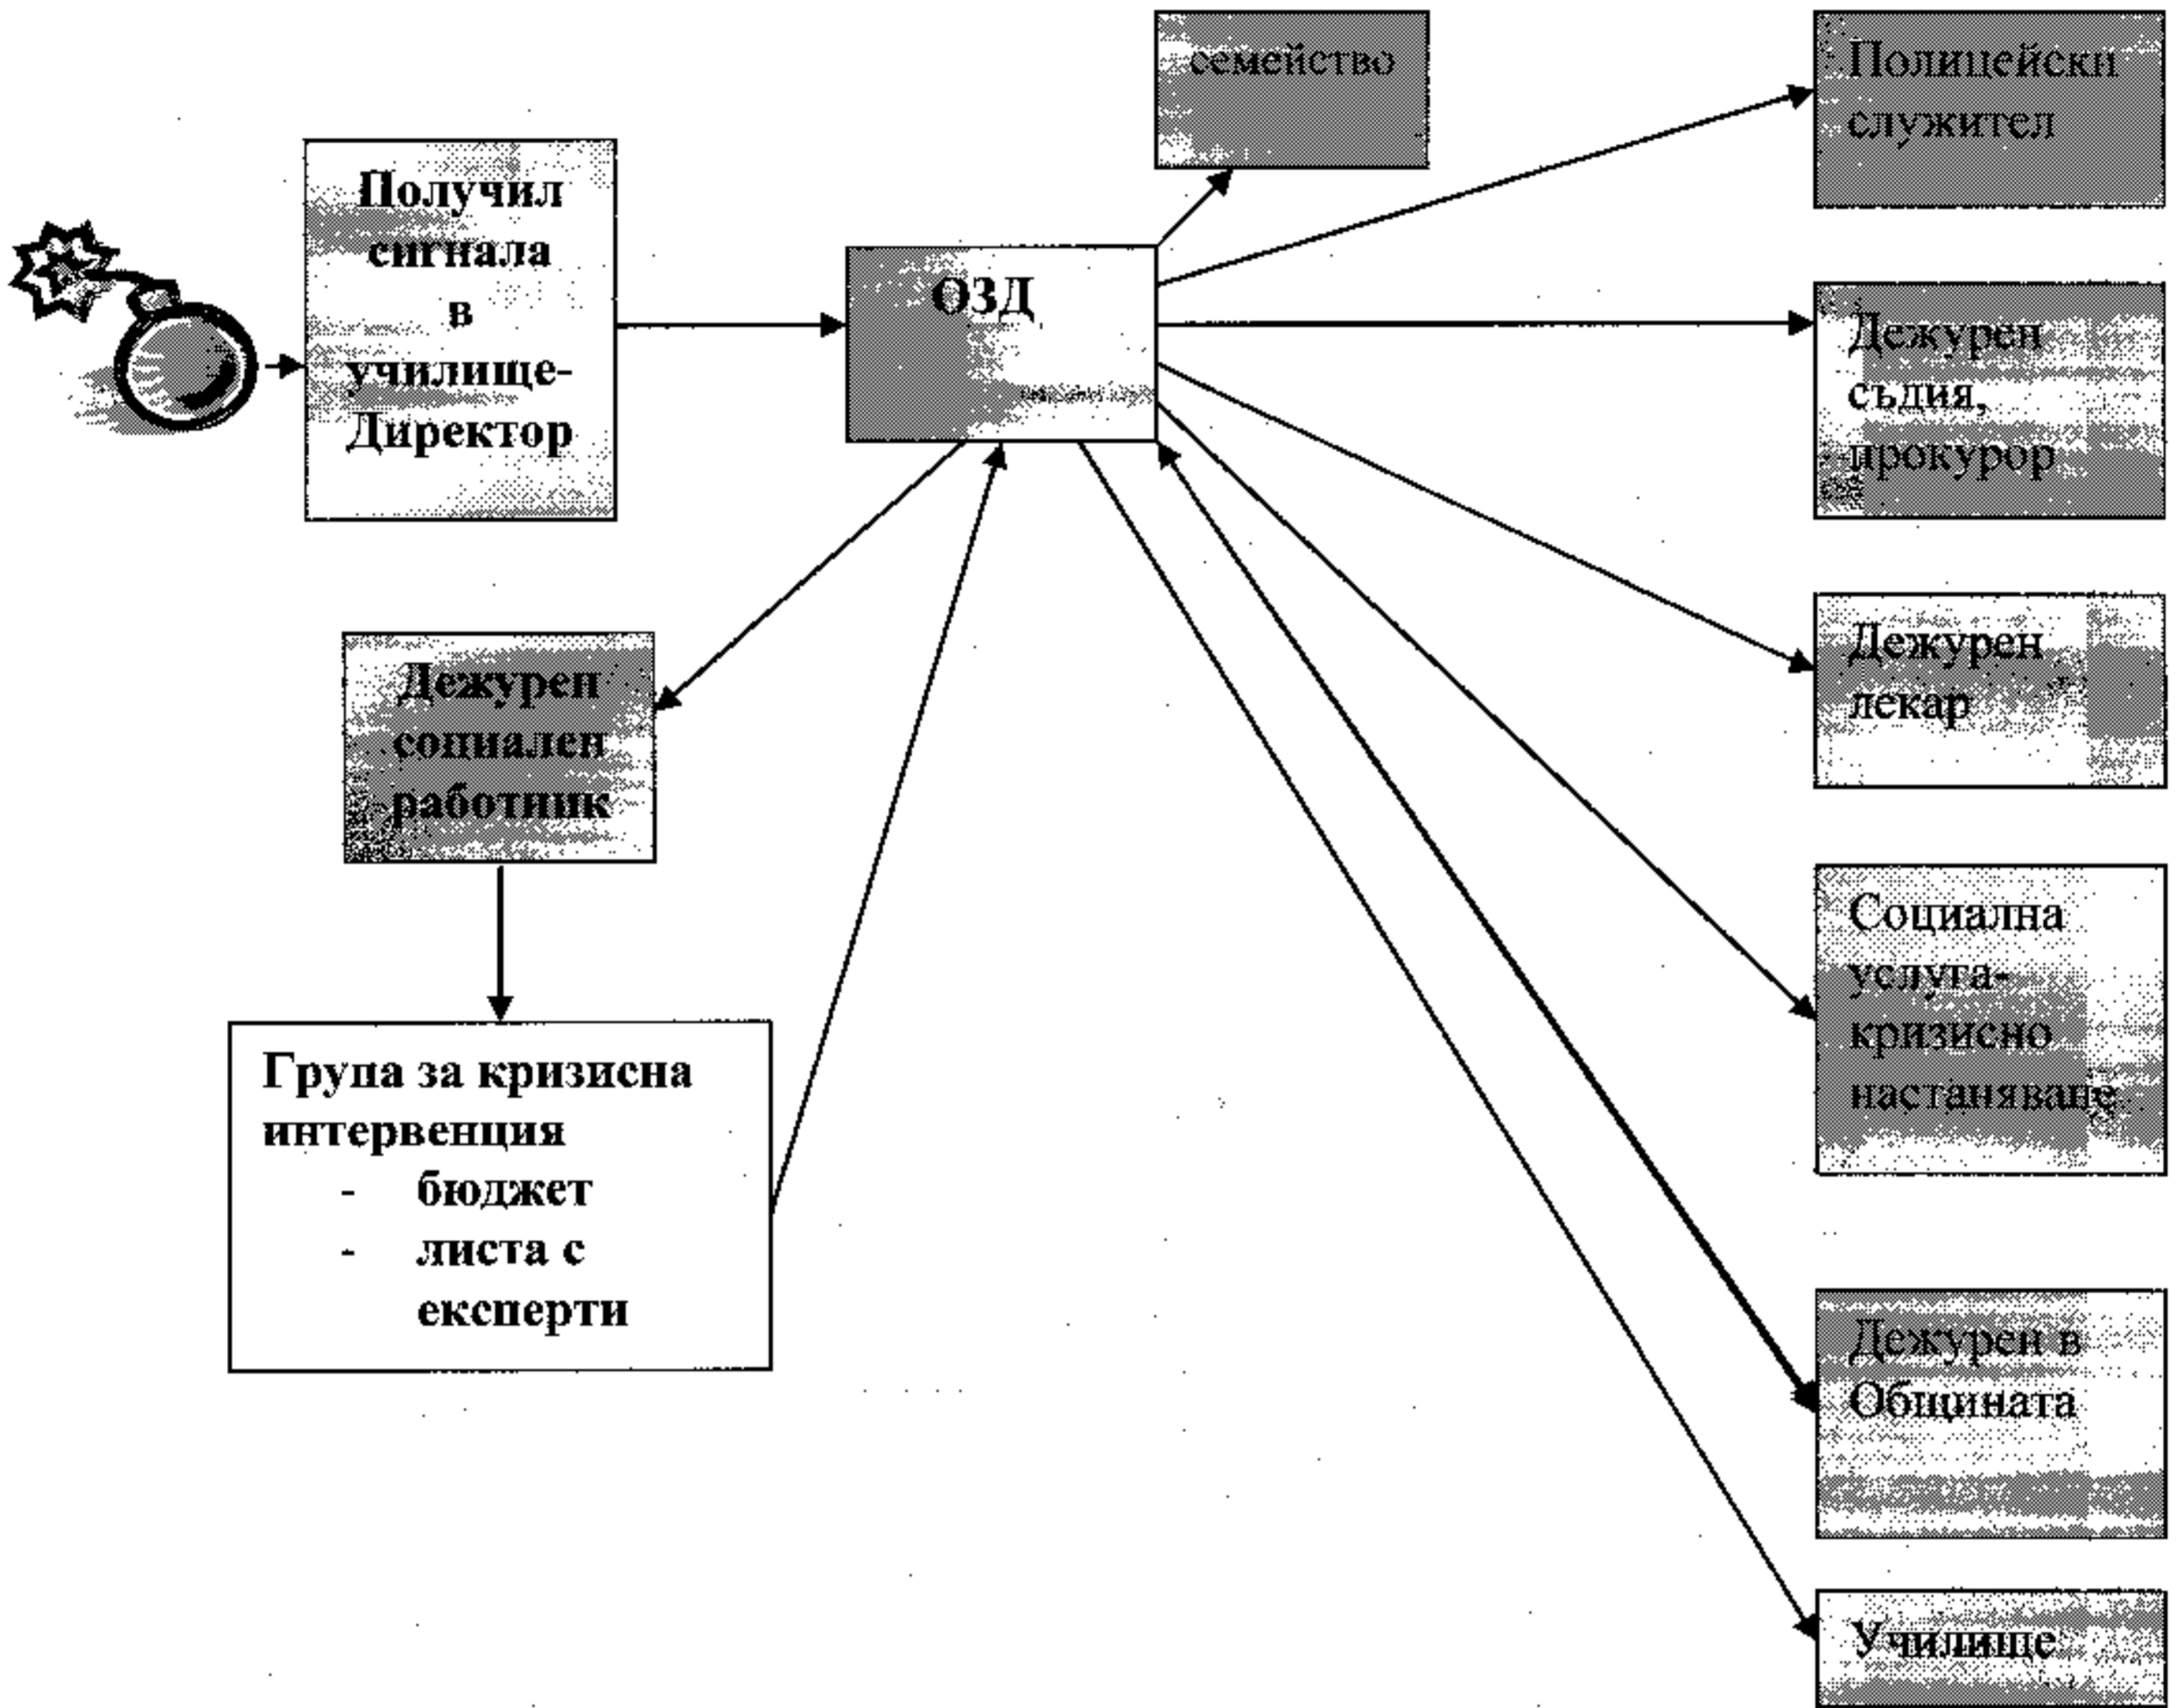 семейство
Полицейски
служител
Получил
сигнала
в
училище-
Директор
ОЗД
Дежурен
съдия,
прокурор
Дежурен
лекар
Дежурен
социален
работник
Социална
услуга-
кризисно
настаняване
Група за кризисна
интервенция
- бюджет
- листа с
експерти
Дежурен в
Общината
Училище